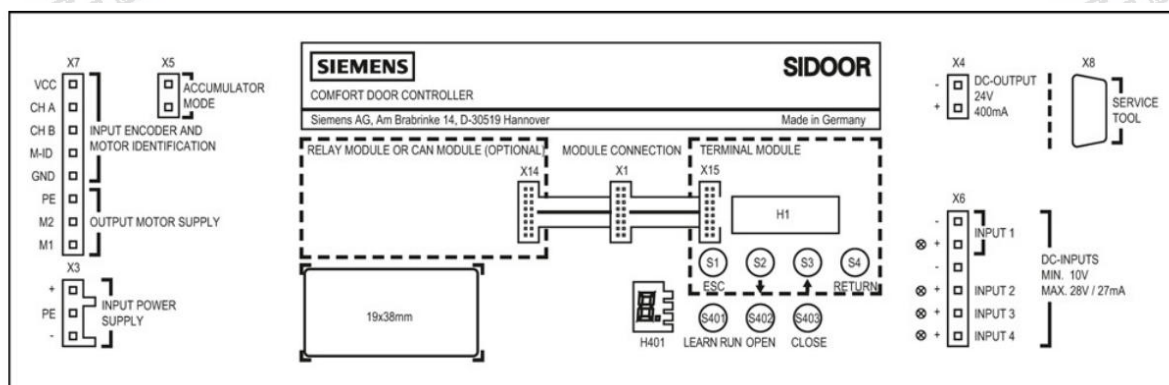 X7
VCC
CH A
CH B
M-ID
GND
INPUT ENCODER AND
MOTOR IDENTIFICATION
PE
M2
M1
OUTPUT MOTOR SUPPLY
X3
+
PE
-
INPUT POWER
SUPPLY
X5
ACCUMULATOR
MODE
SIEMENS
SIDOOR
COMFORT DOOR CONTROLLER
Siemens AG, Am Brabrinke 14, D-30519 Hannover
Made in Germany
RELAY MODULE OR CAN MODULE (OPTIONAL)
X14
MODULE CONNECTION
X1
TERMINAL MODULE
X15
H1
S1
S2
S3
S4
ESC
RETURN
19x38mm
8.
H401
S401
S402
S403
LEARN RUN
OPEN
CLOSE
X4
-
+
DC-OUTPUT
24V
400mA
X8
SERVICE
TOOL
X6
-
+
INPUT 1
-
+
INPUT 2
+
INPUT 3
+
INPUT 4
DC-INPUTS
MIN. 10V
MAX. 28V / 27mA